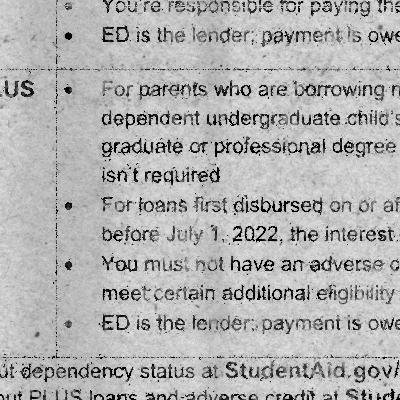 You're responsible for paying the
ED is the lender; payment is owe
LUS
For parents who are borrowing
dependent undergraduate child's
graduate or professional degree
isn't required
For loans first disbursed on or af
before July 1, 2022, the interest
You must not have an adverse c
meet certain additional eligibility
ED is the lender; payment is owe
ut dependency status at StudentAid.gov/
out PLUS loans and adverse credit at Stude